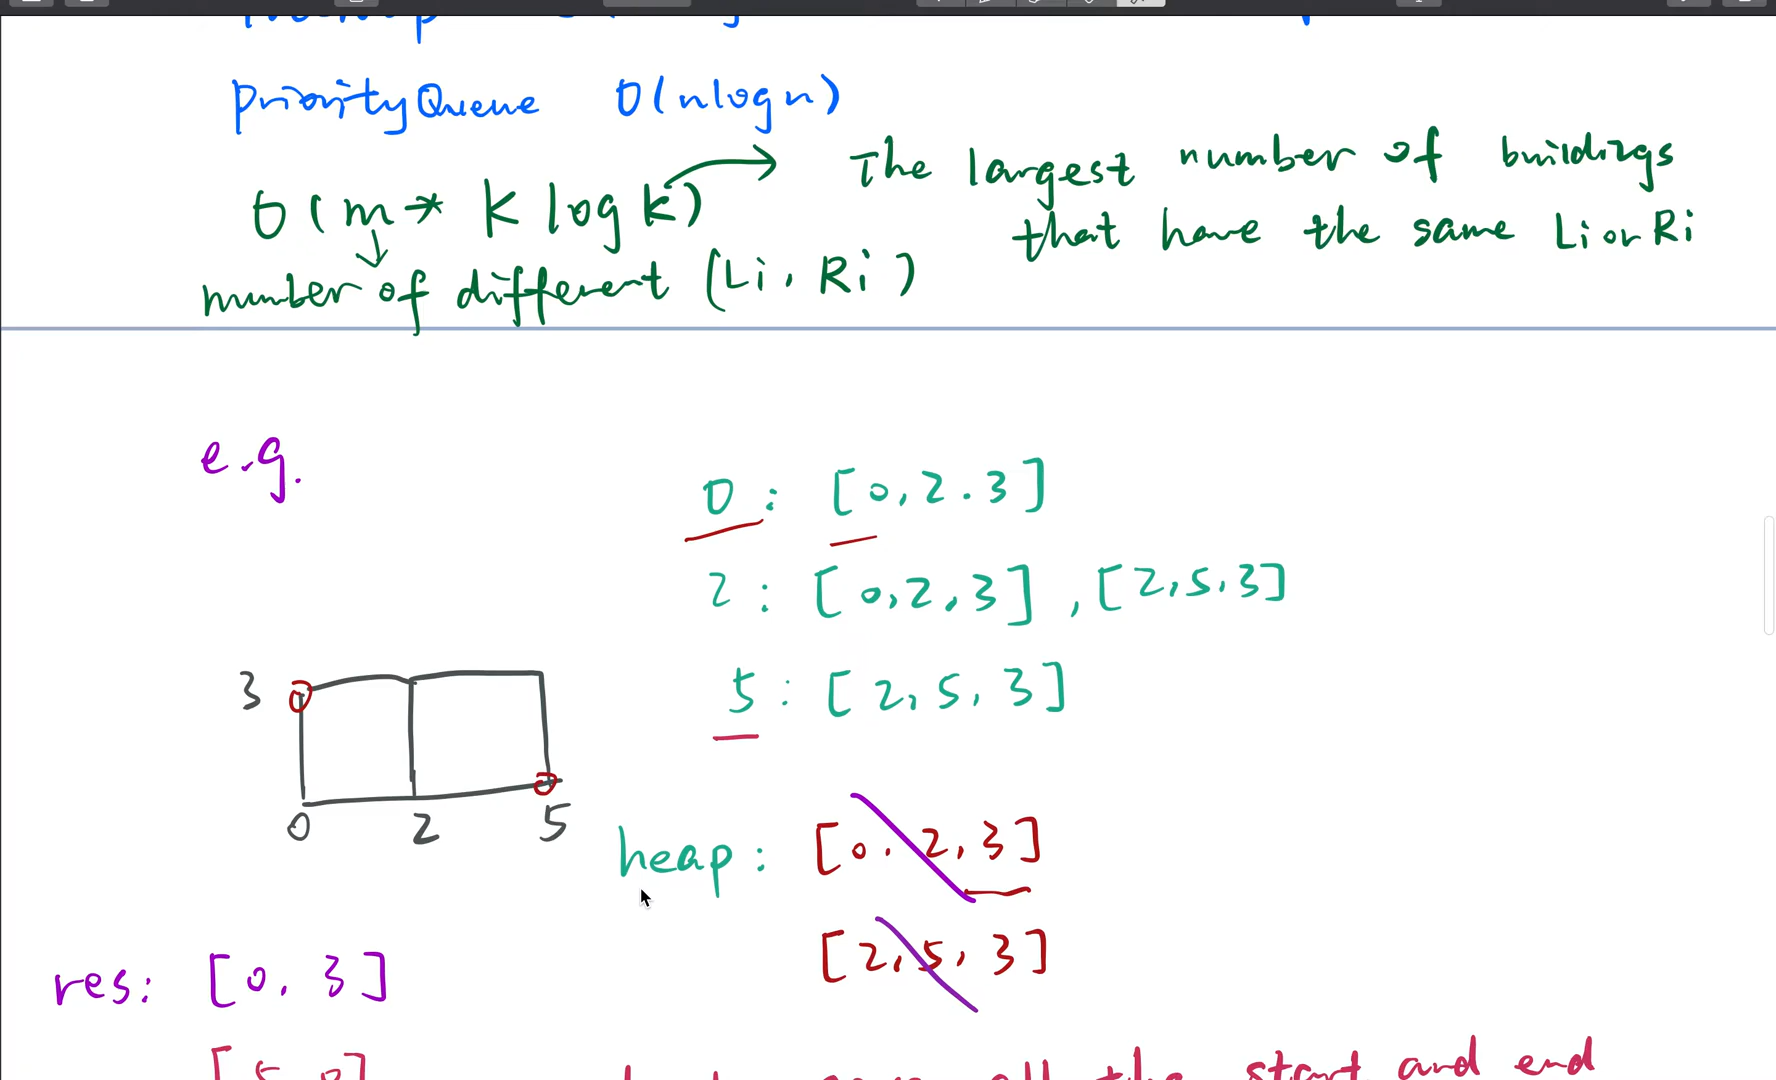 priorityQueue O(nlogn)
O(m* K log k)
The largest number of buildings
that have the same Li or Ri
number of different (Li, Ri)
e.g.
0 : [0,2.3]
2 : [0,2,3] , [2,5,3]
5 : [2,5,3]
3
0 2 5
heap : [0. 2,3]
[2,5,3]
res: [0. 3]
all the start and end